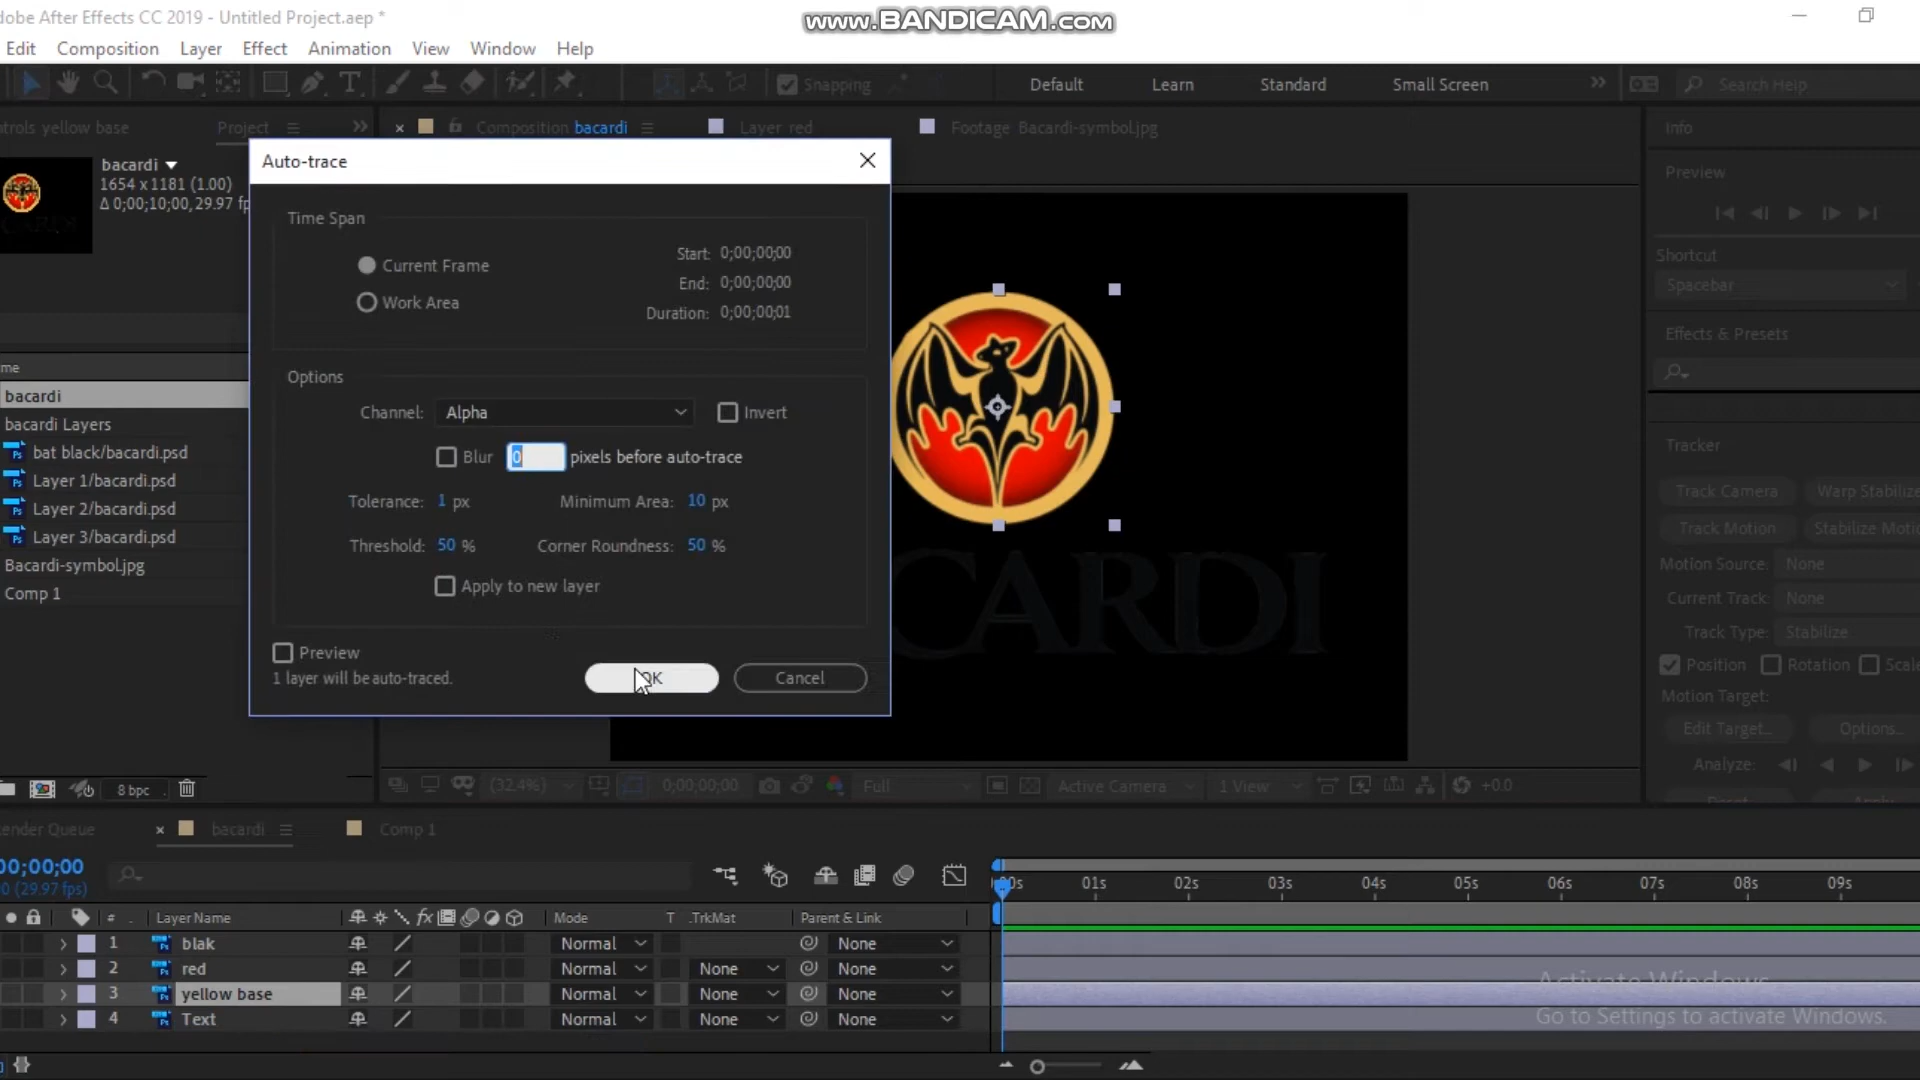 dobe After Effects CC 2019 - Untitled Project.aep *
www.BANDICAM.com
Edit Composition Layer Effect Animation View Window Help
Snapping Default Learn Standard Small Screen Search Help
trols yellow base Project Composition bacardi Layer red Footage Bacardi-symbol.jpg Info
bacardi
1654 x 1181 (1.00)
Δ 0;00;10;00, 29.97 fp
Auto-trace
Time Span
Current Frame
Work Area
Start: 0;00;00;00
End: 0;00;00;00
Duration: 0;00;00;01
Options
Channel: Alpha Invert
Blur 0 pixels before auto-trace
Tolerance: 1 px Minimum Area: 10 px
Threshold: 50 % Corner Roundness: 50 %
Apply to new layer
Preview
1 layer will be auto-traced.
OK Cancel
me
bacardi
bacardi Layers
bat black/bacardi.psd
Layer 1/bacardi.psd
Layer 2/bacardi.psd
Layer 3/bacardi.psd
Bacardi-symbol.jpg
Comp 1
8 bpc
CARDI
Preview
Shortcut
Spacebar
Effects & Presets
Tracker
Track Camera Warp Stabilize
Track Motion Stabilize Motio
Motion Source: None
Current Track: None
Track Type: Stabilize
Position Rotation Scale
Motion Target:
Edit Target... Options...
Analyze:
(32.4%) 0;00;00;00 Full Active Camera 1 View +0.0
ender Queue bacardi Comp 1
00;00;00
0 (29.97 fps)
00s 01s 02s 03s 04s 05s 06s 07s 08s 09s
# Layer Name fx Mode T .TrkMat Parent & Link
1 blak Normal None
2 red Normal None None
3 yellow base Normal None None
4 Text Normal None None
Activate Windows
Go to Settings to activate Windows.